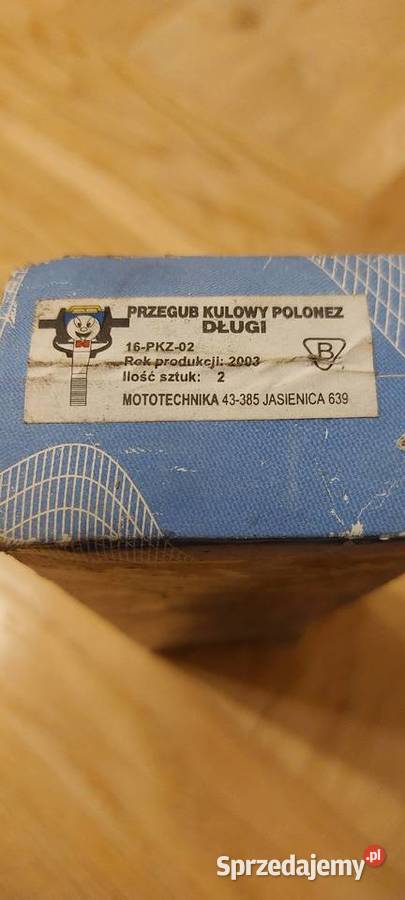 PRZEGUB KULOWY POLONEZ
DŁUGI
16-PKZ-02
Rok produkcji: 2003
Ilość sztuk: 2
B
MOTOTECHNIKA 43-385 JASIENICA 639
Sprzedajemy.pl